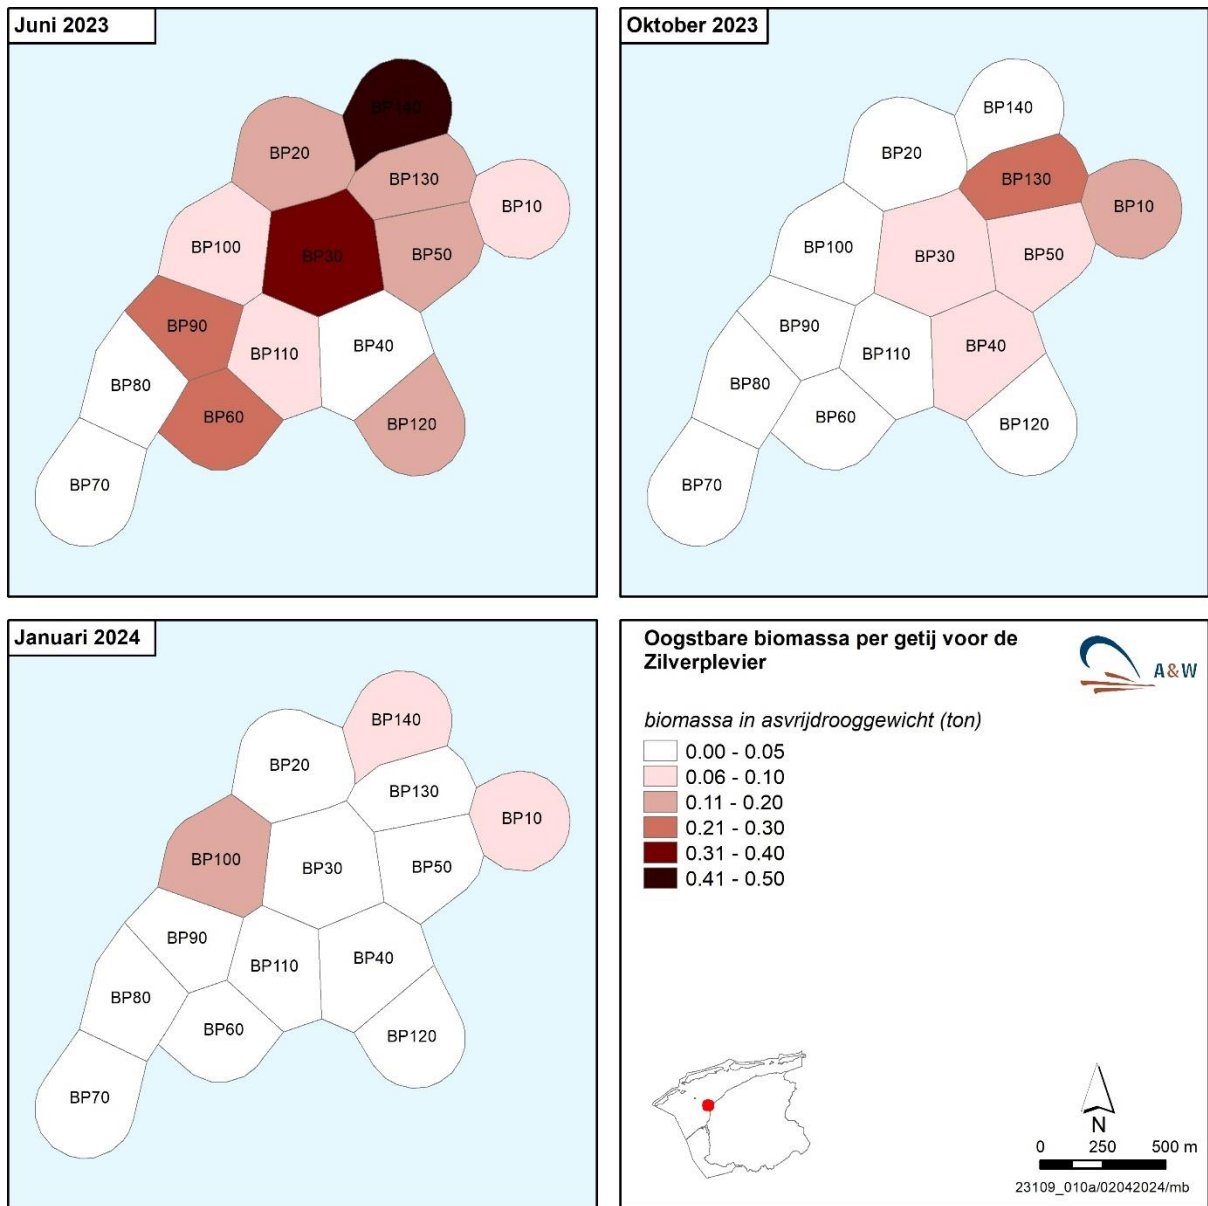 Juni 2023
BP140
BP20
BP130
BP10
BP100
BP30
BP50
BP90
BP110
BP40
BP80
BP60
BP120
BP70
Oktober 2023
BP140
BP20
BP130
BP10
BP100
BP30
BP50
BP90
BP110
BP40
BP80
BP60
BP120
BP70
Januari 2024
BP140
BP20
BP130
BP10
BP100
BP30
BP50
BP90
BP110
BP40
BP80
BP60
BP120
BP70
Oogstbare biomassa per getij voor de
Zilverplevier
A&W
biomassa in asvrijdrooggewicht (ton)
0.00 - 0.05
0.06 - 0.10
0.11 - 0.20
0.21 - 0.30
0.31 - 0.40
0.41 - 0.50
N
0 250 500 m
23109_010a/02042024/mb